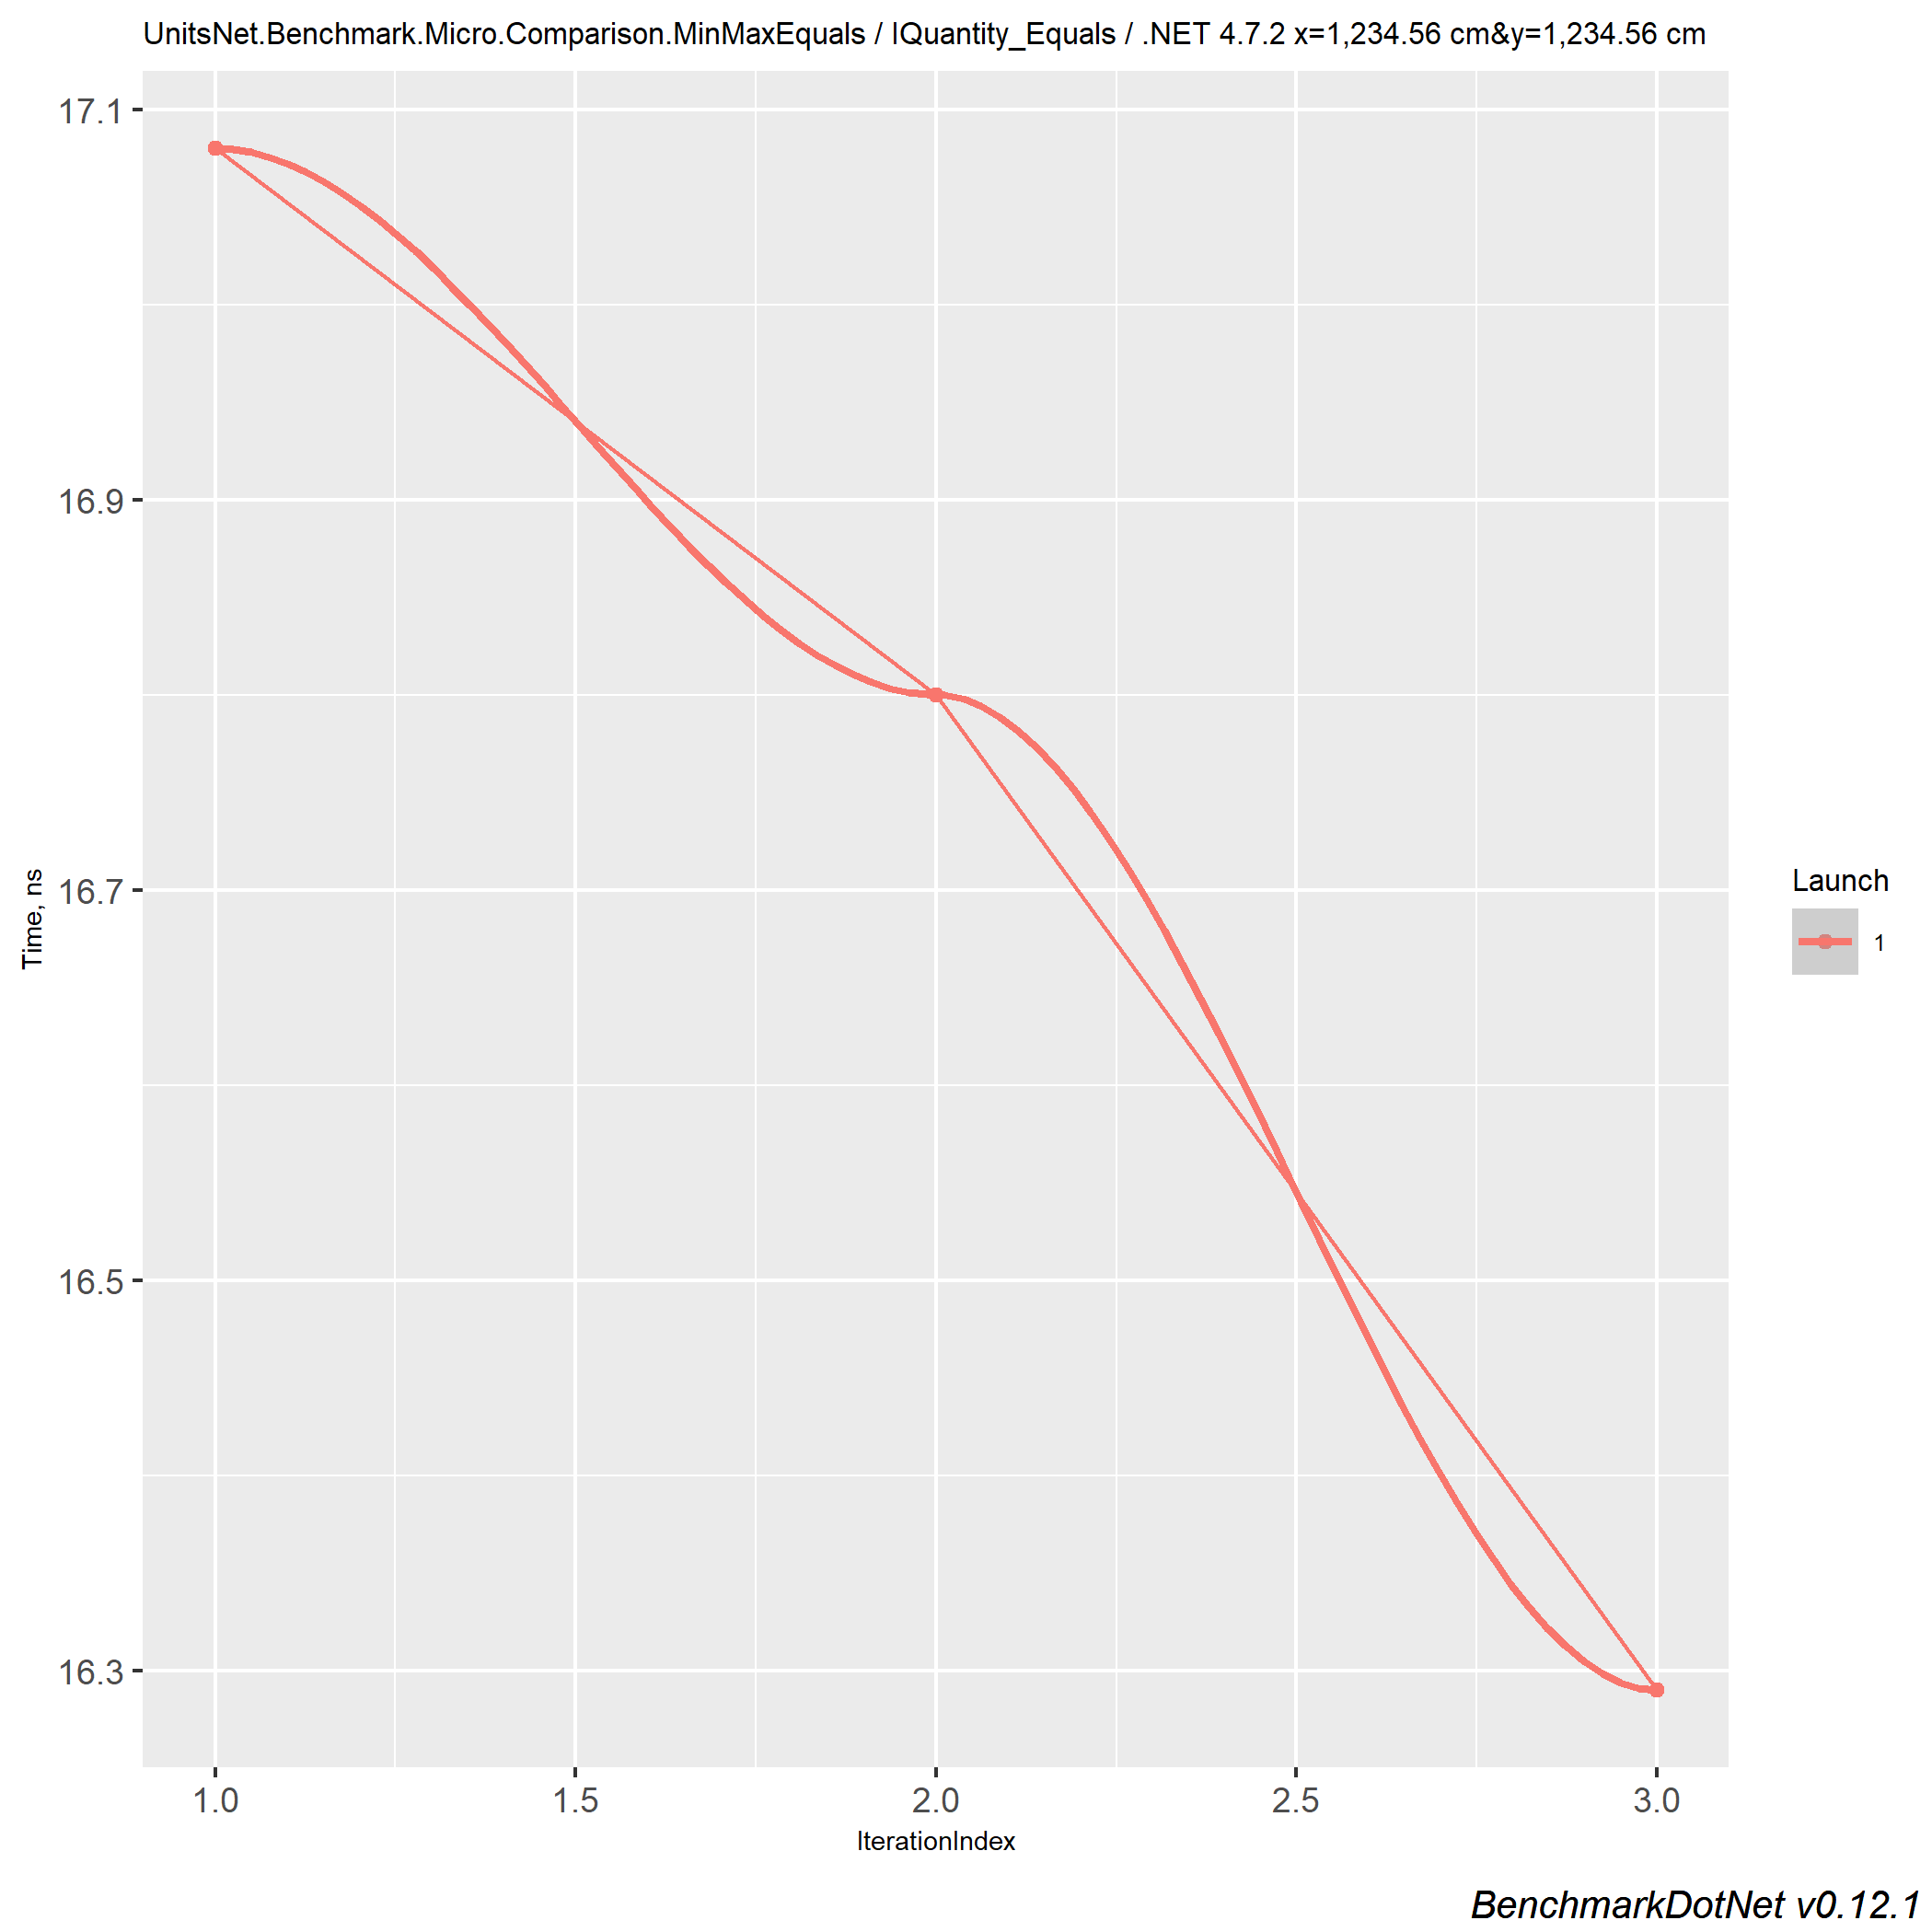 UnitsNet.Benchmark.Micro.Comparison.MinMaxEquals / IQuantity_Equals / .NET 4.7.2 x=1,234.56 cm&y=1,234.56 cm
17.1
16.9
16.7
16.5
16.3
Time, ns
Launch
1
1.0 1.5 2.0 2.5 3.0
IterationIndex
BenchmarkDotNet v0.12.1